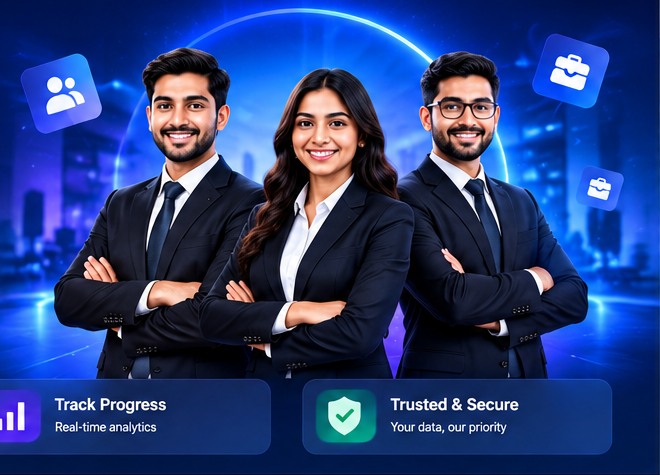 Track Progress
Real-time analytics
Trusted & Secure
Your data, our priority